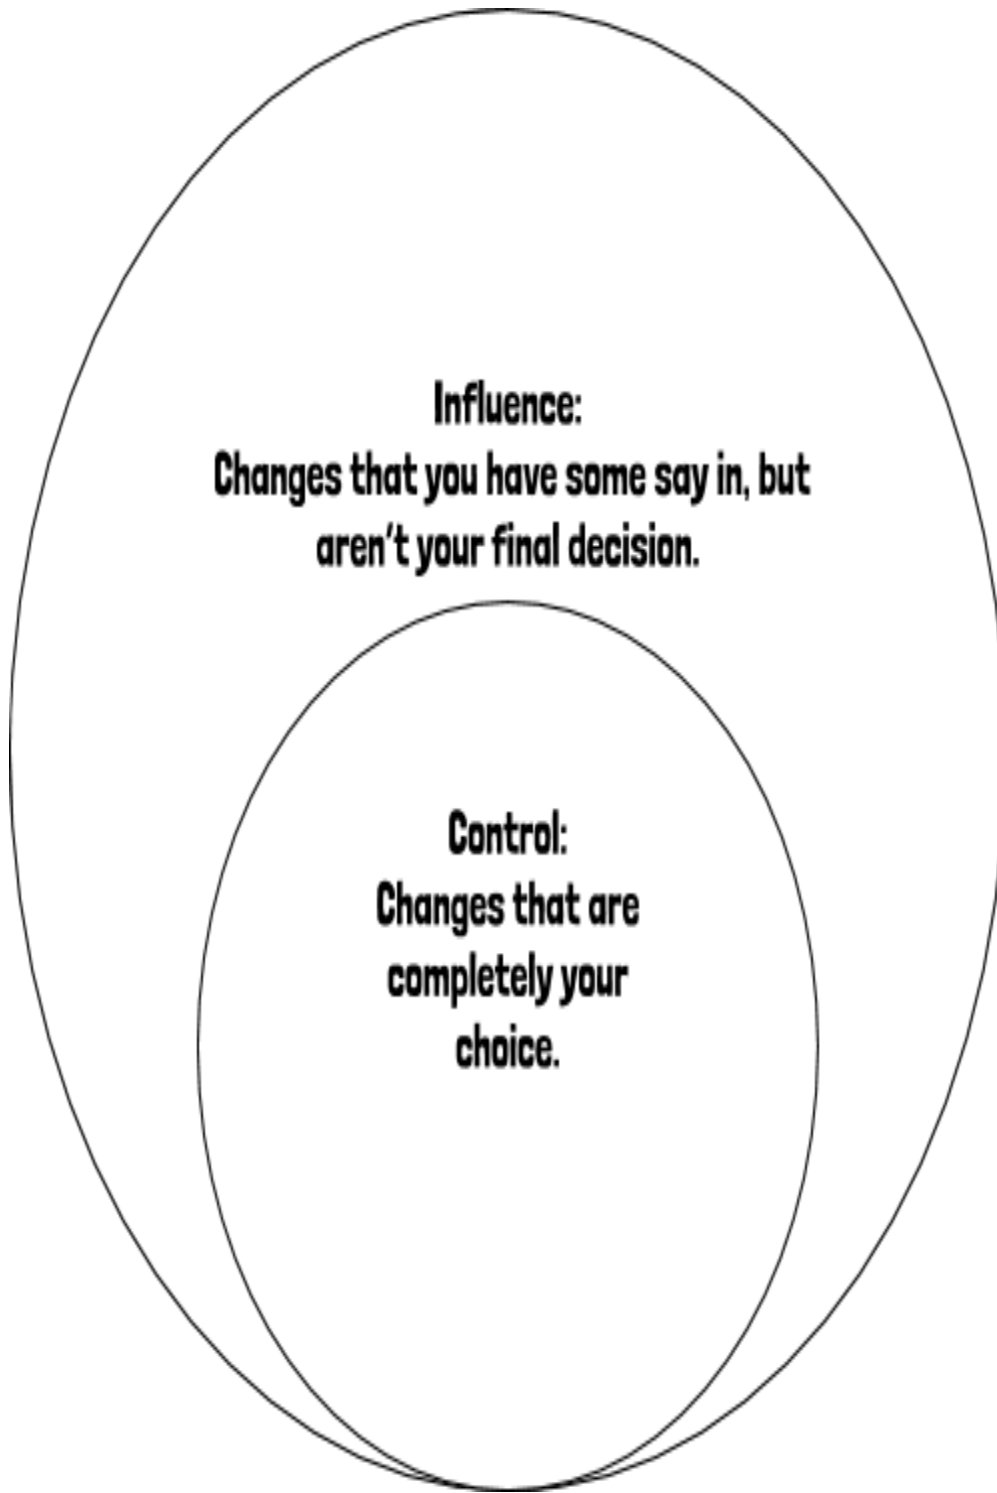 Influence:
Changes that you have some say in, but
aren't your final decision.
Control:
Changes that are
completely your
choice.